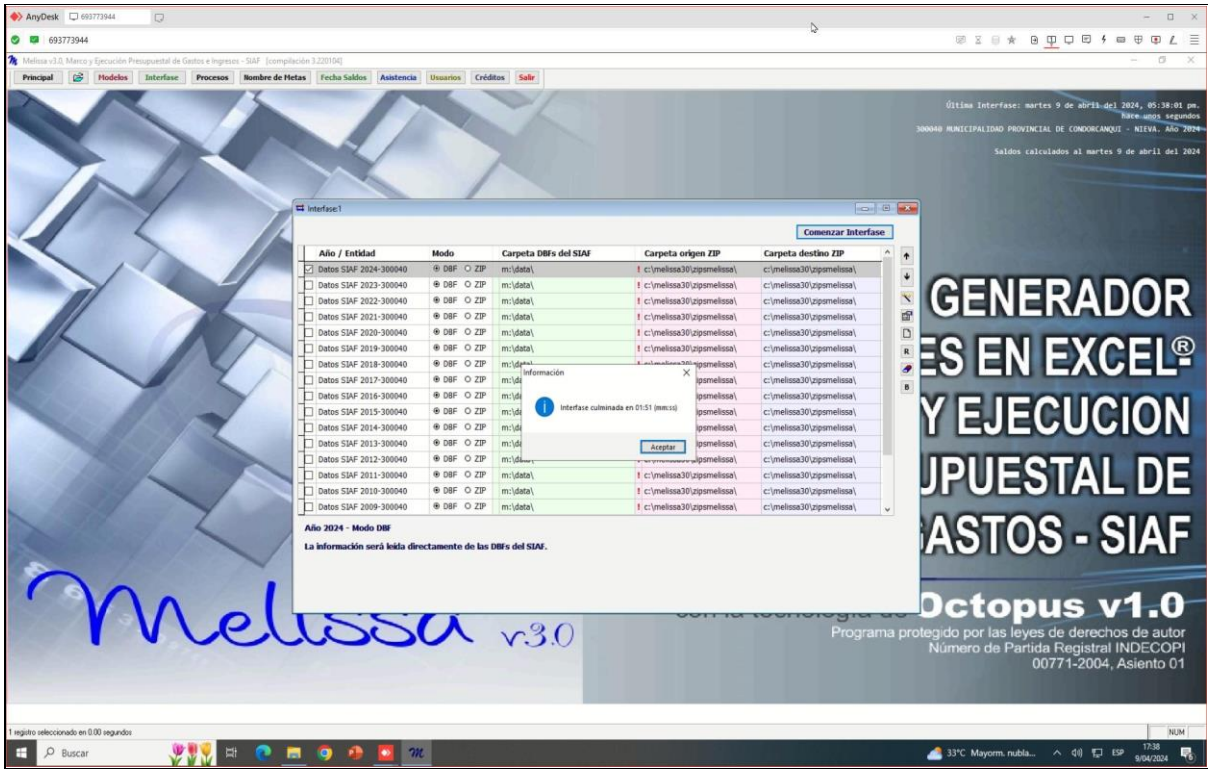 AnyDesk 693773944
693773944
Melissa v3.0, Marco y Ejecución Presupuestal de Gastos e Ingresos - SIAF [compilación 3.220104]
Principal Modelos Interfase Procesos Nombre de Metas Fecha Saldos Asistencia Usuarios Créditos Salir
Última Interfase: martes 9 de abril del 2024, 05:38:01 pm.
hace unos segundos
300040 MUNICIPALIDAD PROVINCIAL DE CONDORCANQUI - NIEVA. Año 2024
Saldos calculados al martes 9 de abril del 2024
Interfase:1
Comenzar Interfase
Año / Entidad Modo Carpeta DBFs del SIAF Carpeta origen ZIP Carpeta destino ZIP
Datos SIAF 2024-300040 DBF ZIP m:\data\ ! c:\melissa30\zipsmelissa\ c:\melissa30\zipsmelissa\
Datos SIAF 2023-300040 DBF ZIP m:\data\ ! c:\melissa30\zipsmelissa\ c:\melissa30\zipsmelissa\
Datos SIAF 2022-300040 DBF ZIP m:\data\ ! c:\melissa30\zipsmelissa\ c:\melissa30\zipsmelissa\
Datos SIAF 2021-300040 DBF ZIP m:\data\ ! c:\melissa30\zipsmelissa\ c:\melissa30\zipsmelissa\
Datos SIAF 2020-300040 DBF ZIP m:\data\ ! c:\melissa30\zipsmelissa\ c:\melissa30\zipsmelissa\
Datos SIAF 2019-300040 DBF ZIP m:\data\ ! c:\melissa30\zipsmelissa\ c:\melissa30\zipsmelissa\
Datos SIAF 2018-300040 DBF ZIP m:\data\ c:\melissa30\zipsmelissa\
Datos SIAF 2017-300040 DBF ZIP m:\da ipsmelissa\ c:\melissa30\zipsmelissa\
Datos SIAF 2016-300040 DBF ZIP m:\da ipsmelissa\ c:\melissa30\zipsmelissa\
Datos SIAF 2015-300040 DBF ZIP m:\da ipsmelissa\ c:\melissa30\zipsmelissa\
Datos SIAF 2014-300040 DBF ZIP m:\da ipsmelissa\ c:\melissa30\zipsmelissa\
Datos SIAF 2013-300040 DBF ZIP m:\da ipsmelissa\ c:\melissa30\zipsmelissa\
Datos SIAF 2012-300040 DBF ZIP c:\melissa30\zipsmelissa\
Datos SIAF 2011-300040 DBF ZIP m:\data\ ! c:\melissa30\zipsmelissa\ c:\melissa30\zipsmelissa\
Datos SIAF 2010-300040 DBF ZIP m:\data\ ! c:\melissa30\zipsmelissa\ c:\melissa30\zipsmelissa\
Datos SIAF 2009-300040 DBF ZIP m:\data\ ! c:\melissa30\zipsmelissa\ c:\melissa30\zipsmelissa\
R
B
Información
Interfase culminada en 01:51 (mm:ss)
Aceptar
Año 2024 - Modo DBF
La información será leída directamente de las DBFs del SIAF.
GENERADOR
ES EN EXCEL®
Y EJECUCION
UPUESTAL DE
GASTOS - SIAF
Melissa v3.0
con la tecnología de Octopus v1.0
Programa protegido por las leyes de derechos de autor
Número de Partida Registral INDECOPI
00771-2004, Asiento 01
1 registro seleccionado en 0.00 segundos
NUM
Buscar
33°C Mayorm. nubla... ESP 17:38
9/04/2024